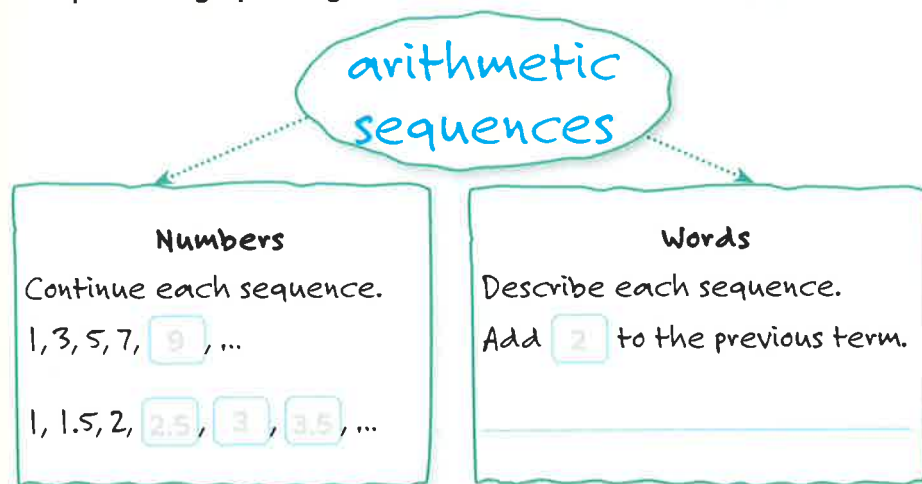 arithmetic
sequences
Numbers
Continue each sequence.
1, 3, 5, 7, 9, ...
1, 1.5, 2, 2.5, 3, 3.5, ...
Words
Describe each sequence.
Add 2 to the previous term.